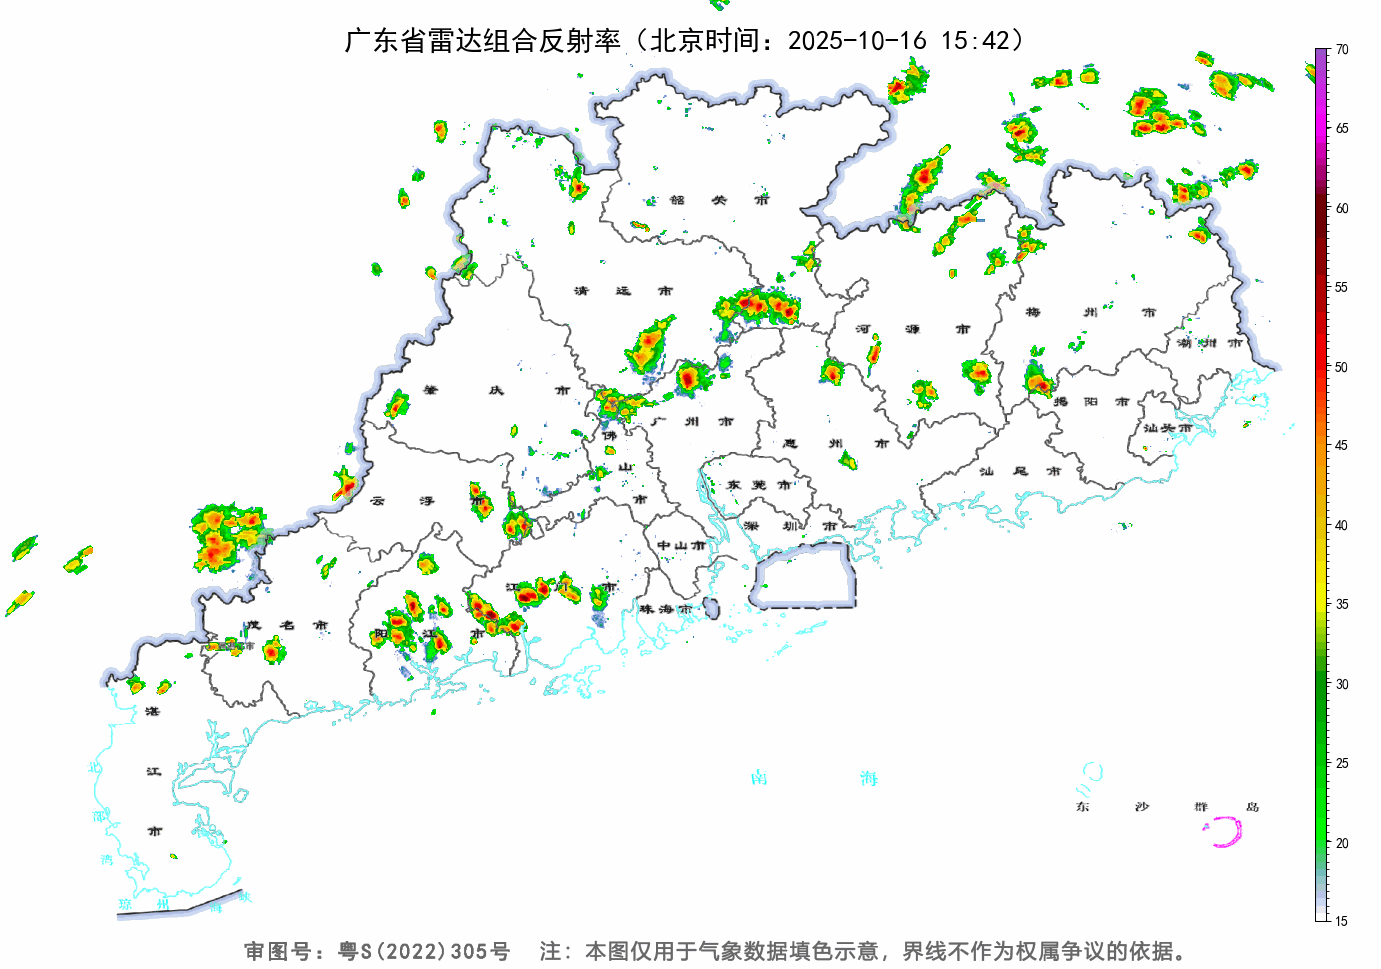 广东省雷达组合反射率（北京时间：2025-10-16 15:42）
70
65
60
55
50
45
40
35
30
25
20
15
韶关市
清远市
河源市
梅州市
潮州市
肇庆市
广州市
佛山市
惠州市
揭阳市
汕头市
汕尾市
云浮市
东莞市
深圳市
中山市
江门市
珠海市
茂名市
阳江市
湛江市
南海
东沙群岛
北部湾
琼州海峡
审图号：粤S(2022)305号 注：本图仅用于气象数据填色示意，界线不作为权属争议的依据。